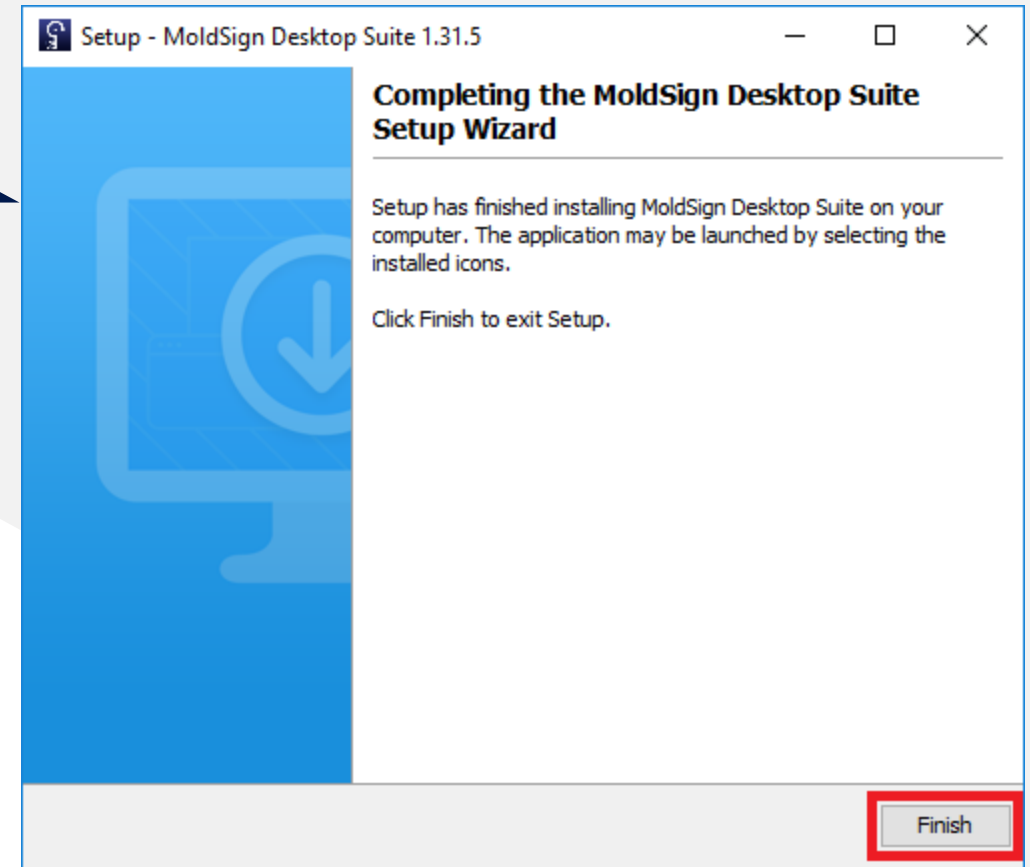 Setup - MoldSign Desktop Suite 1.31.5
Completing the MoldSign Desktop Suite
Setup Wizard
Setup has finished installing MoldSign Desktop Suite on your
computer. The application may be launched by selecting the
installed icons.
Click Finish to exit Setup.
Finish